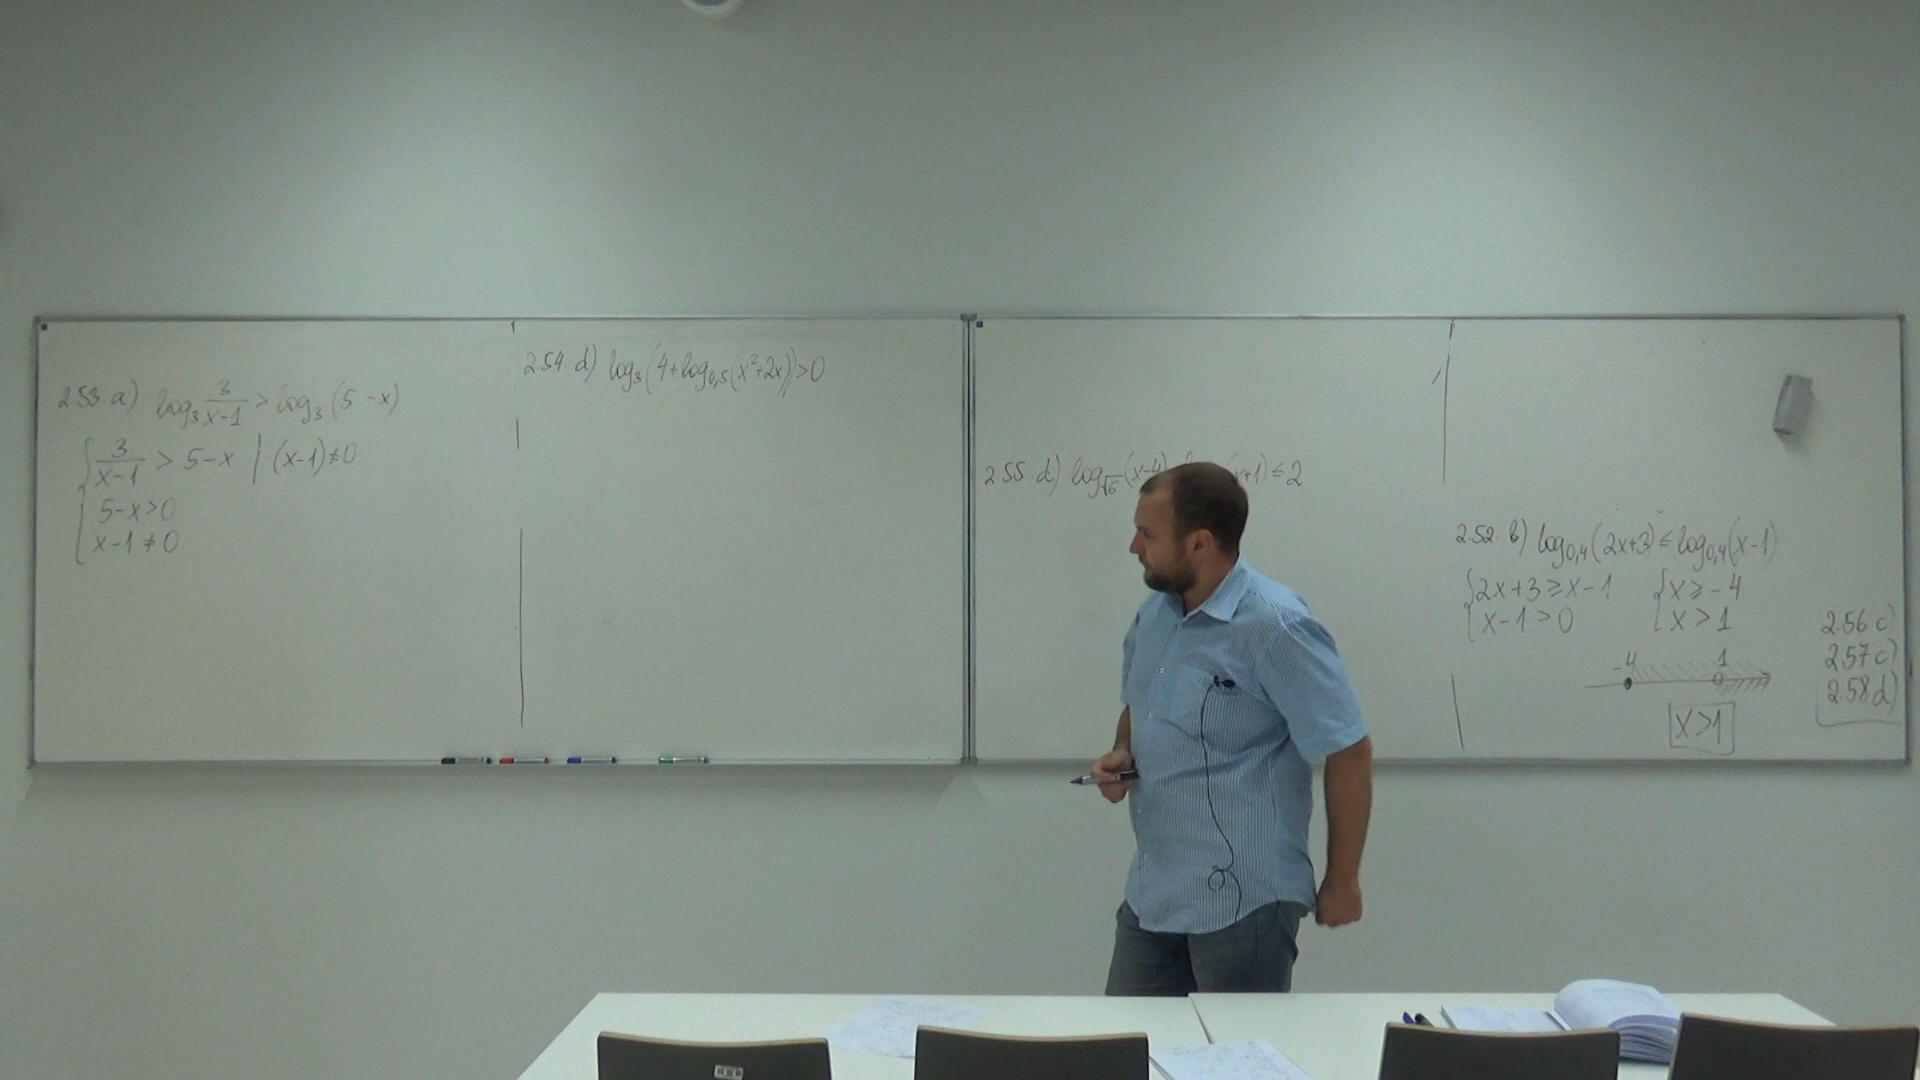 2.53. a) log₃ 3/(x-1) > log₃ (5-x)
{ 3/(x-1) > 5-x | (x-1) ≠ 0
5-x>0
x-1≠0
2.54. d) log₃(4+log₀,₅(x²+2x))>0
2.55. d) log_√6 (x-4) x+1) ≤ 2
2.52. b) log₀,₄(2x+3) ≤ log₀,₄(x-1)
{ 2x+3 ≥ x-1 { x ≥ -4
x-1>0 x>1
-4 1
x>1
2.56 c)
2.57 c)
2.58 d)